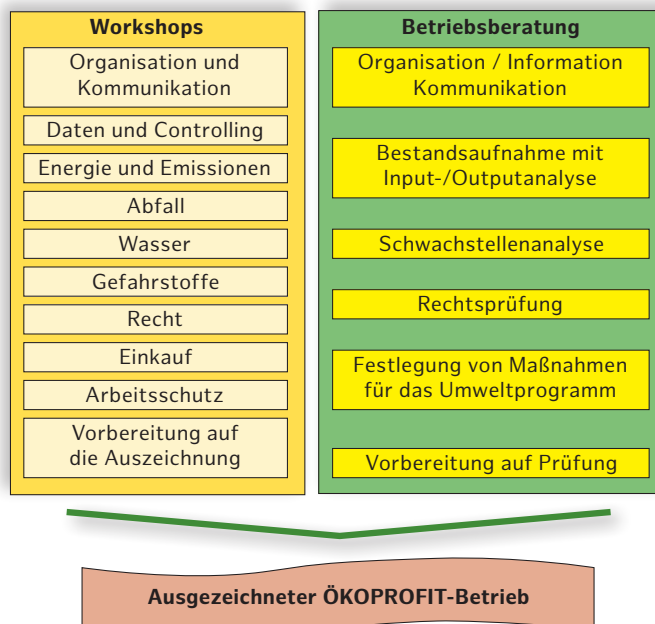 Workshops
Organisation und
Kommunikation
Daten und Controlling
Energie und Emissionen
Abfall
Wasser
Gefahrstoffe
Recht
Einkauf
Arbeitsschutz
Vorbereitung auf
die Auszeichnung
Betriebsberatung
Organisation / Information
Kommunikation
Bestandsaufnahme mit
Input-/Outputanalyse
Schwachstellenanalyse
Rechtsprüfung
Festlegung von Maßnahmen
für das Umweltprogramm
Vorbereitung auf Prüfung
Ausgezeichneter ÖKOPROFIT-Betrieb